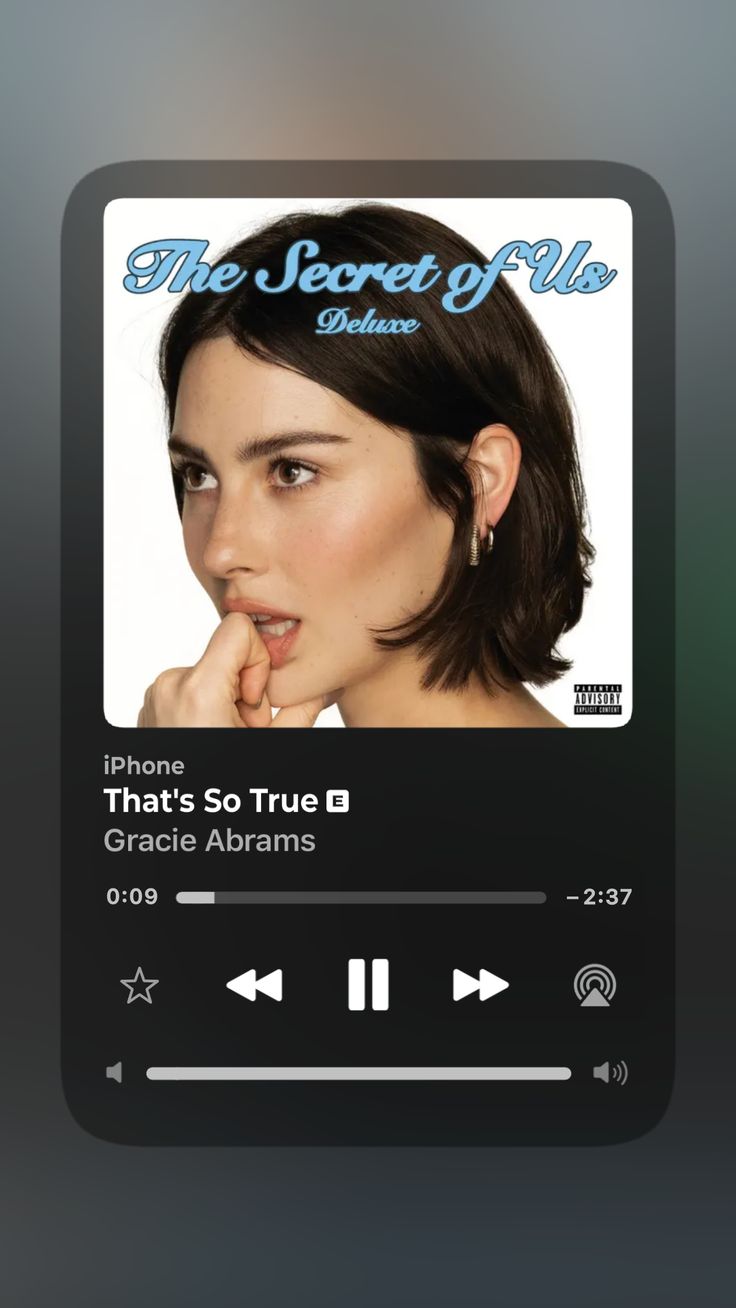 The Secret of Us
Deluxe
PARENTAL
ADVISORY
EXPLICIT CONTENT
iPhone
That's So True E
Gracie Abrams
0:09
-2:37